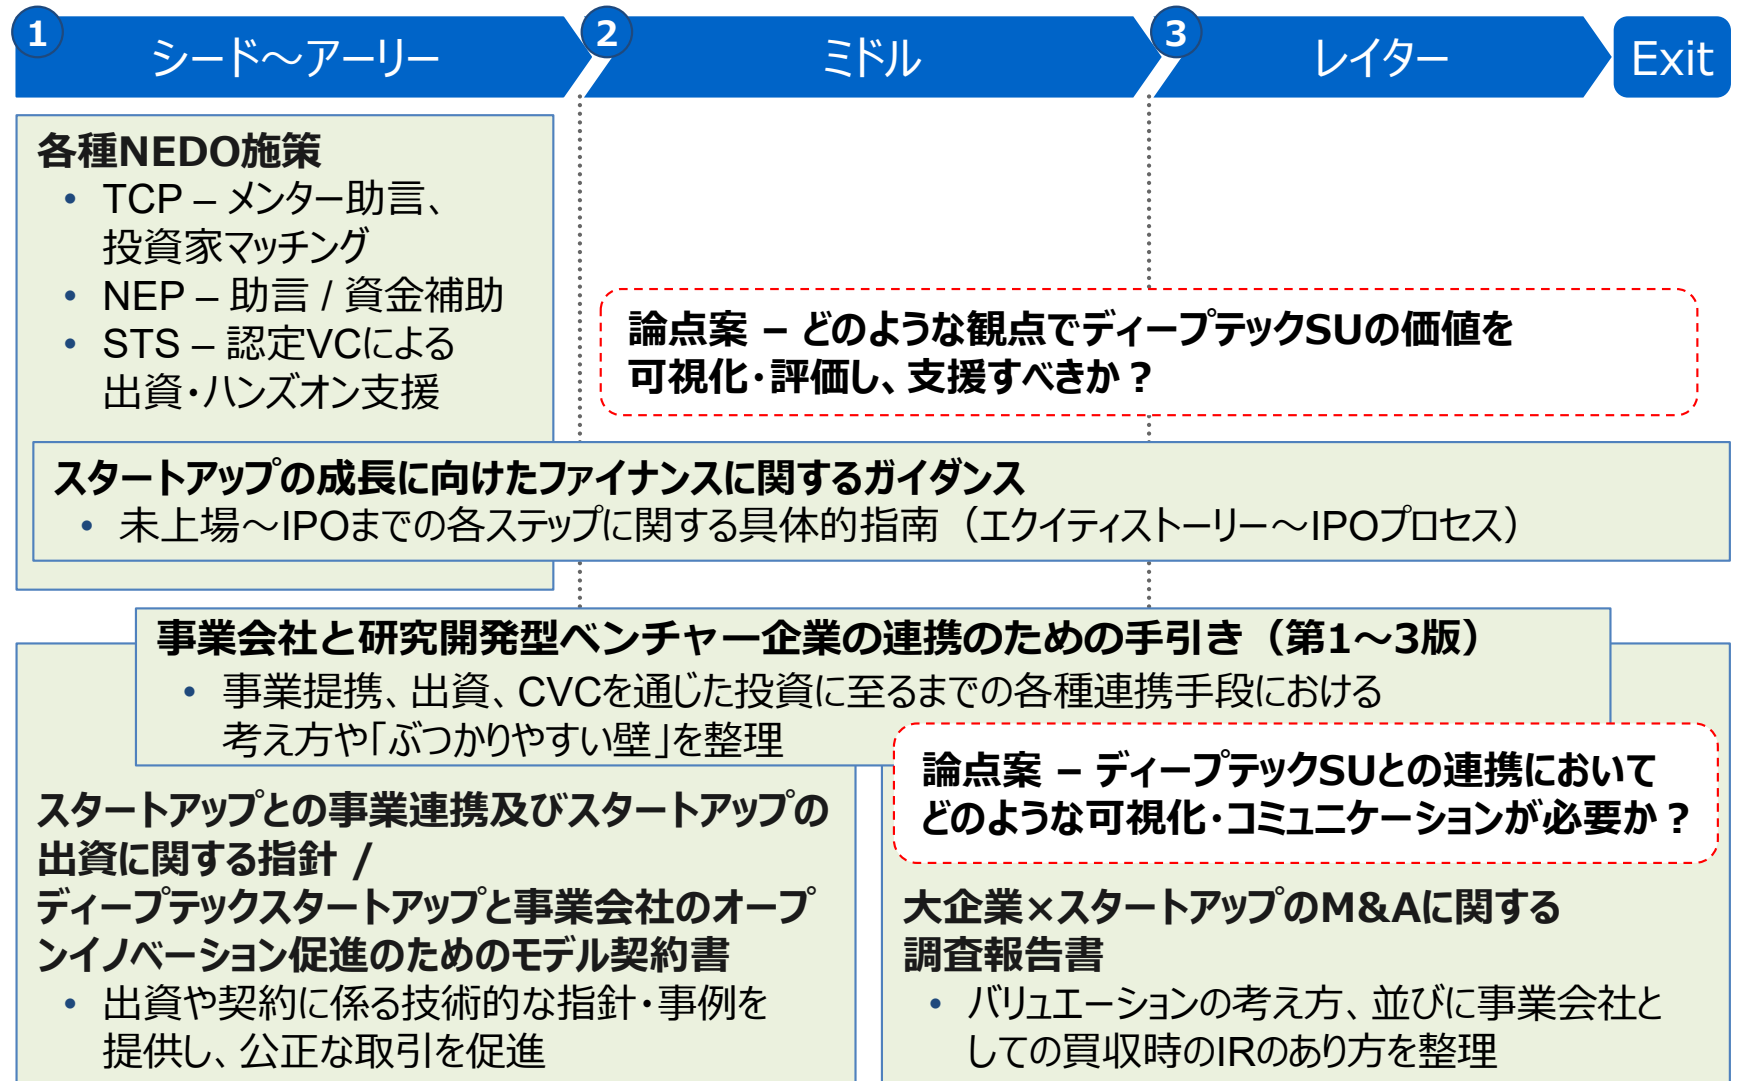 1
シード～アーリー
2
ミドル
3
レイター
Exit
各種NEDO施策
• TCP – メンター助言、
投資家マッチング
• NEP – 助言 / 資金補助
• STS – 認定VCによる
出資・ハンズオン支援
論点案 – どのような観点でディープテックSUの価値を
可視化・評価し、支援すべきか？
スタートアップの成長に向けたファイナンスに関するガイダンス
• 未上場～IPOまでの各ステップに関する具体的指南（エクイティストーリー～IPOプロセス）
事業会社と研究開発型ベンチャー企業の連携のための手引き（第1～3版）
• 事業提携、出資、CVCを通じた投資に至るまでの各種連携手段における
考え方や「ぶつかりやすい壁」を整理
論点案 – ディープテックSUとの連携において
どのような可視化・コミュニケーションが必要か？
スタートアップとの事業連携及びスタートアップの
出資に関する指針 /
ディープテックスタートアップと事業会社のオープ
ンイノベーション促進のためのモデル契約書
• 出資や契約に係る技術的な指針・事例を
提供し、公正な取引を促進
大企業×スタートアップのM&Aに関する
調査報告書
• バリュエーションの考え方、並びに事業会社と
しての買収時のIRのあり方を整理